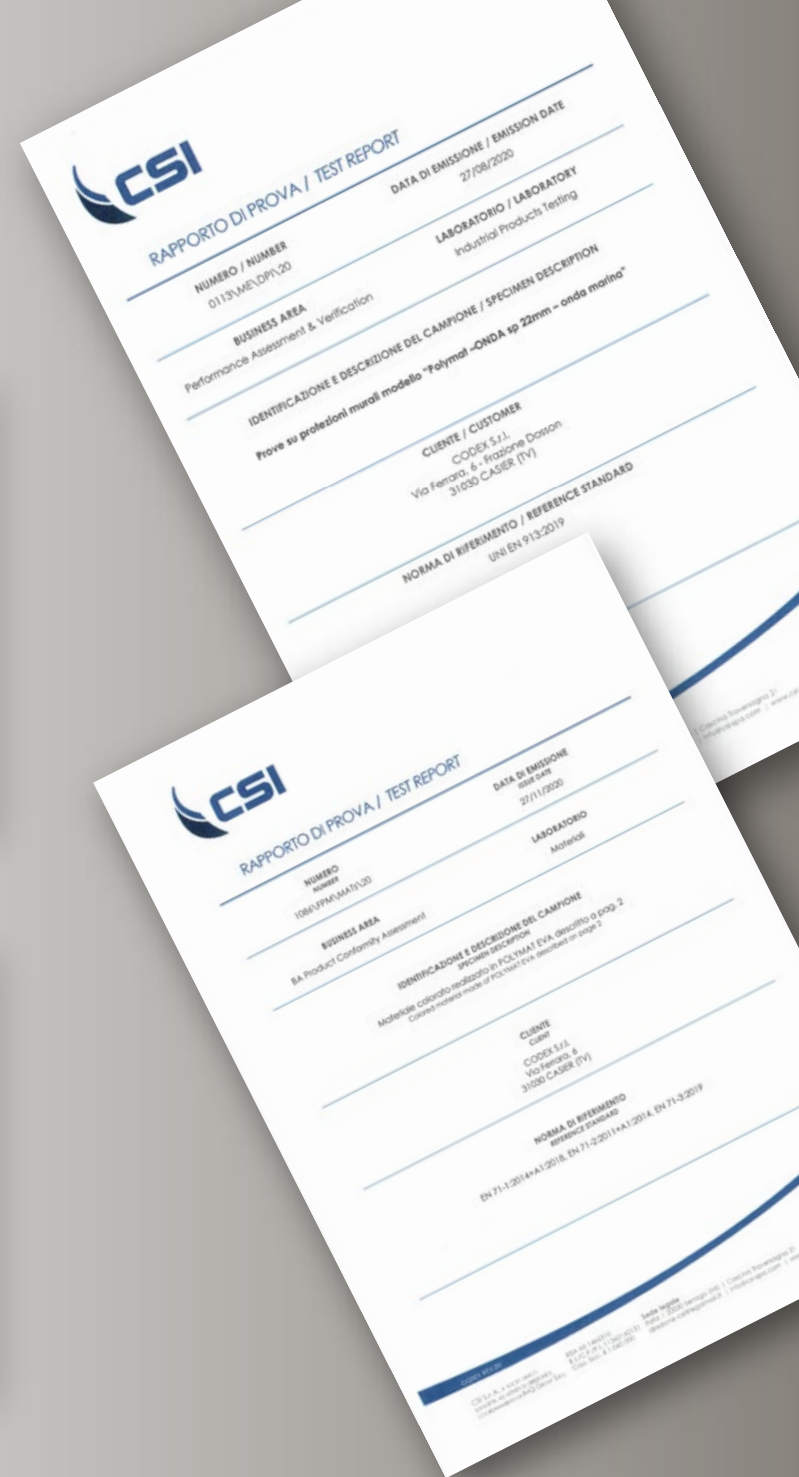 CSI
RAPPORTO DI PROVA / TEST REPORT
NUMERO / NUMBER
0113\ME\DPI\20
DATA DI EMISSIONE / EMISSION DATE
27/08/2020
BUSINESS AREA
Performance Assessment & Verification
LABORATORIO / LABORATORY
Industrial Products Testing
IDENTIFICAZIONE E DESCRIZIONE DEL CAMPIONE / SPECIMEN DESCRIPTION
Prove su protezioni murali modello "Polymat –ONDA sp 22mm – onda marina"
CLIENTE / CUSTOMER
CODEX S.r.l.
Via Ferrara, 6 - Frazione Dosson
31030 CASIER (TV)
NORMA DI RIFERIMENTO / REFERENCE STANDARD
UNI EN 913:2019
CSI
RAPPORTO DI PROVA / TEST REPORT
NUMERO
NUMBER
1086\FPM\MATs\20
DATA DI EMISSIONE
ISSUE DATE
27/11/2020
BUSINESS AREA
BA Product Conformity Assessment
LABORATORIO
Materiali
IDENTIFICAZIONE E DESCRIZIONE DEL CAMPIONE
SPECIMEN DESCRIPTION
Materiale colorato realizzato in POLYMAT EVA descritto a pag. 2
Colored material made of POLYMAT EVA described on page 2
CLIENTE
CLIENT
CODEX S.r.l.
Via Ferrara, 6
31030 CASIER (TV)
NORMA DI RIFERIMENTO
REFERENCE STANDARD
EN 71-1:2014+A1:2018, EN 71-2:2011+A1:2014, EN 71-3:2019
Sede legale